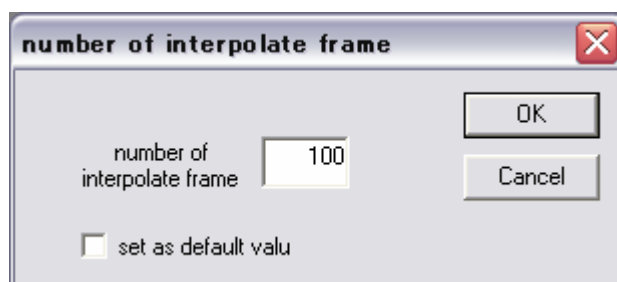 number of interpolate frame
OK
number of
interpolate frame
100
Cancel
set as default valu